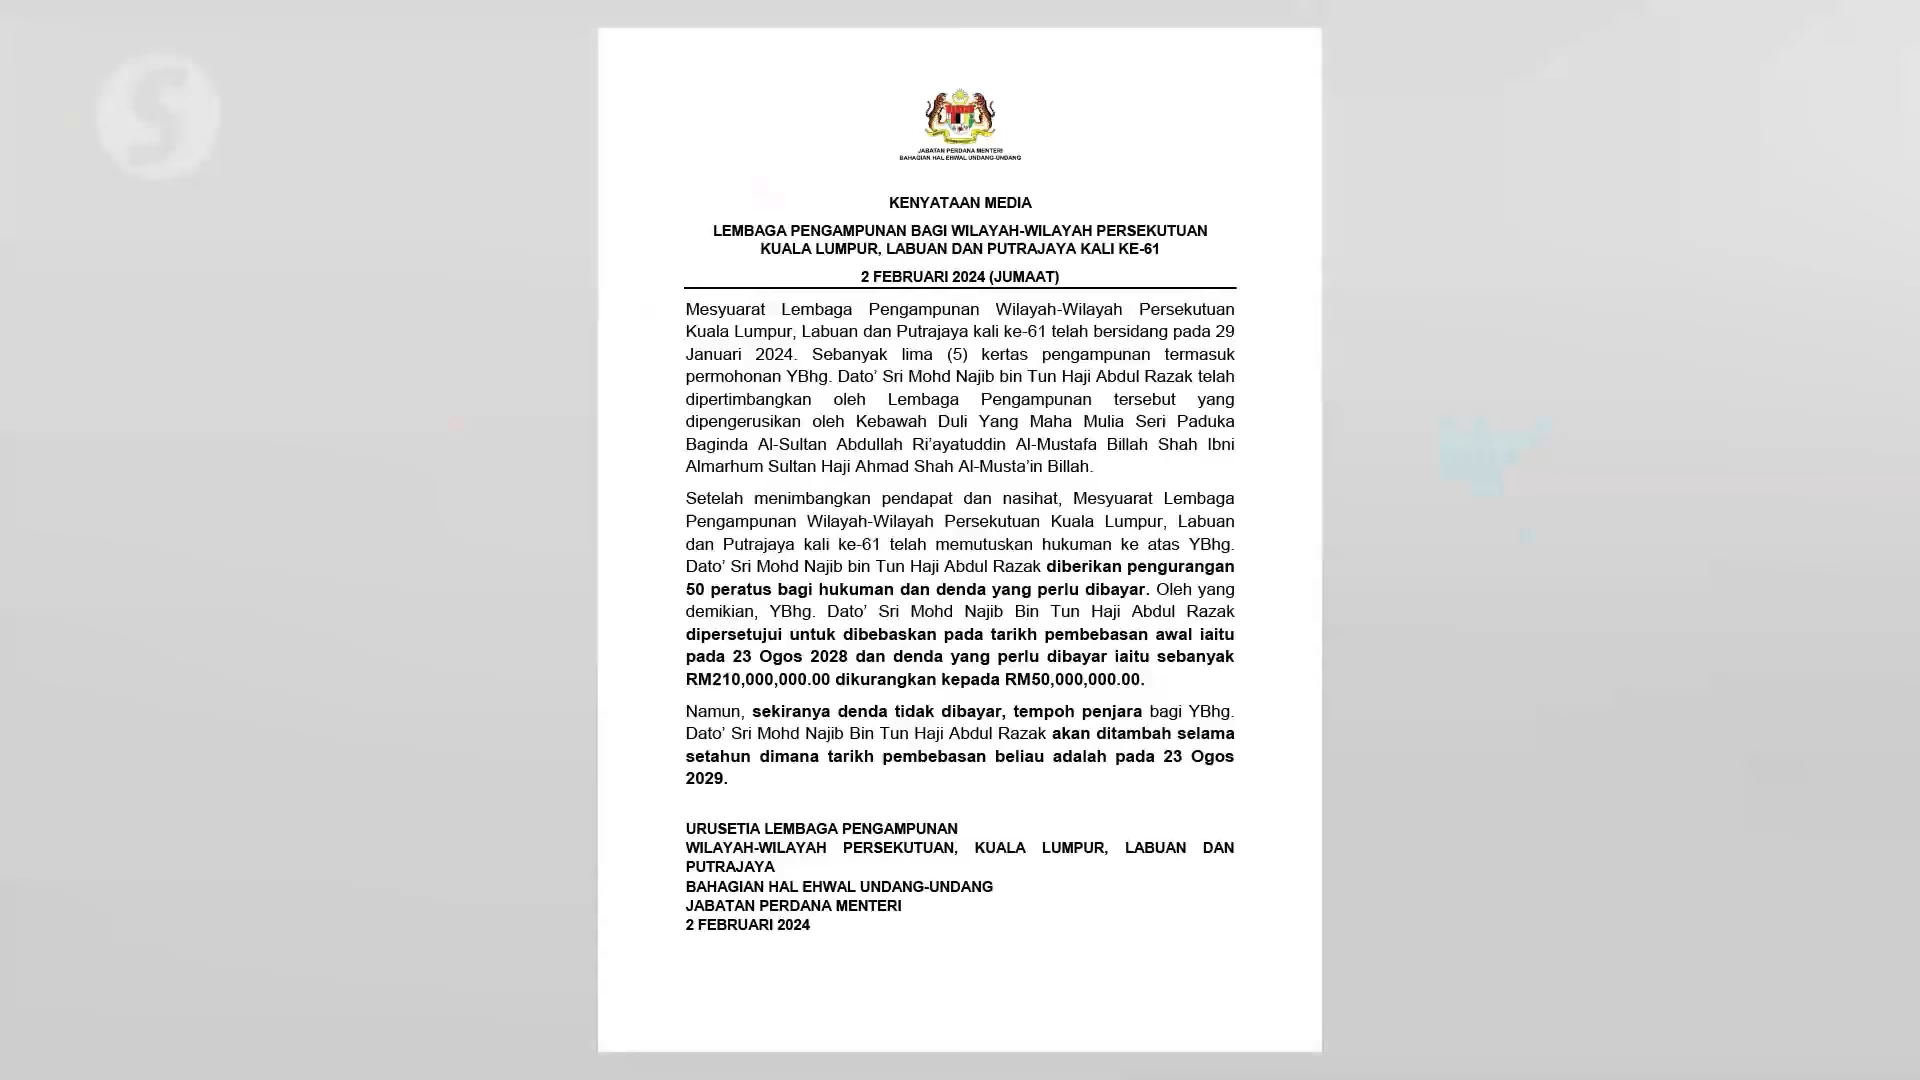 S
JABATAN PERDANA MENTERI
BAHAGIAN HAL EHWAL UNDANG-UNDANG
KENYATAAN MEDIA
LEMBAGA PENGAMPUNAN BAGI WILAYAH-WILAYAH PERSEKUTUAN
KUALA LUMPUR, LABUAN DAN PUTRAJAYA KALI KE-61
2 FEBRUARI 2024 (JUMAAT)
Mesyuarat Lembaga Pengampunan Wilayah-Wilayah Persekutuan
Kuala Lumpur, Labuan dan Putrajaya kali ke-61 telah bersidang pada 29
Januari 2024. Sebanyak lima (5) kertas pengampunan termasuk
permohonan YBhg. Dato’ Sri Mohd Najib bin Tun Haji Abdul Razak telah
dipertimbangkan oleh Lembaga Pengampunan tersebut yang
dipengerusikan oleh Kebawah Duli Yang Maha Mulia Seri Paduka
Baginda Al-Sultan Abdullah Ri’ayatuddin Al-Mustafa Billah Shah Ibni
Almarhum Sultan Haji Ahmad Shah Al-Musta’in Billah.
Setelah menimbangkan pendapat dan nasihat, Mesyuarat Lembaga
Pengampunan Wilayah-Wilayah Persekutuan Kuala Lumpur, Labuan
dan Putrajaya kali ke-61 telah memutuskan hukuman ke atas YBhg.
Dato’ Sri Mohd Najib bin Tun Haji Abdul Razak diberikan pengurangan
50 peratus bagi hukuman dan denda yang perlu dibayar. Oleh yang
demikian, YBhg. Dato’ Sri Mohd Najib Bin Tun Haji Abdul Razak
dipersetujui untuk dibebaskan pada tarikh pembebasan awal iaitu
pada 23 Ogos 2028 dan denda yang perlu dibayar iaitu sebanyak
RM210,000,000.00 dikurangkan kepada RM50,000,000.00.
Namun, sekiranya denda tidak dibayar, tempoh penjara bagi YBhg.
Dato’ Sri Mohd Najib Bin Tun Haji Abdul Razak akan ditambah selama
setahun dimana tarikh pembebasan beliau adalah pada 23 Ogos
2029.
URUSETIA LEMBAGA PENGAMPUNAN
WILAYAH-WILAYAH PERSEKUTUAN, KUALA LUMPUR, LABUAN DAN
PUTRAJAYA
BAHAGIAN HAL EHWAL UNDANG-UNDANG
JABATAN PERDANA MENTERI
2 FEBRUARI 2024